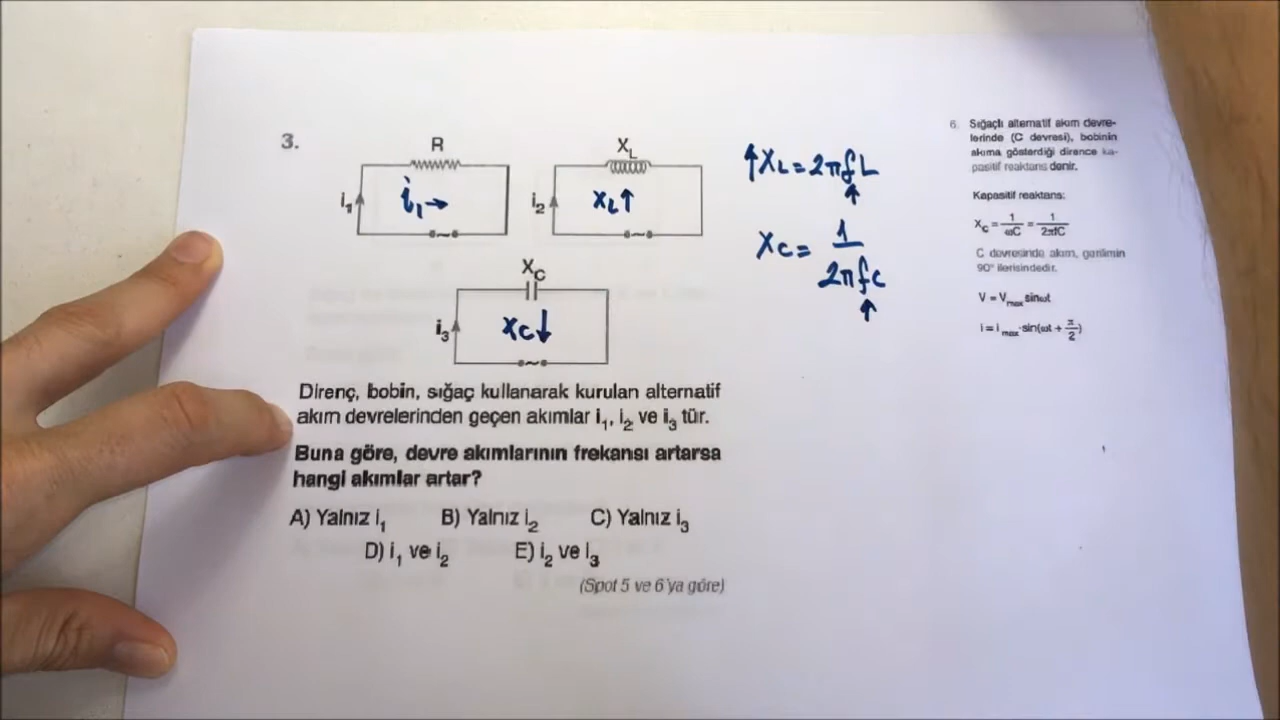 3.
R
i₁
i₁→
X_L
i₂
X_L↑
X_C
i₃
X_C↓
↑X_L=2πfL
↑
X_C= 1/2πfC
↑
Direnç, bobin, sığaç kullanarak kurulan alternatif
akım devrelerinden geçen akımlar i₁, i₂ ve i₃ tür.
Buna göre, devre akımlarının frekansı artarsa
hangi akımlar artar?
A) Yalnız i₁ B) Yalnız i₂ C) Yalnız i₃
D) i₁ ve i₂ E) i₂ ve i₃
(Spot 5 ve 6'ya göre)
6. Sığaçlı alternatif akım devre-
lerinde (C devresi), bobinin
akıma gösterdiği dirence ka-
pasitif reaktans denir.
Kapasitif reaktans:
X_C = 1/ωC = 1/2πfC
C devresinde akım, gerilimin
90° ilerisindedir.
V = V_max sinωt
i = i_max·sin(ωt + π/2)